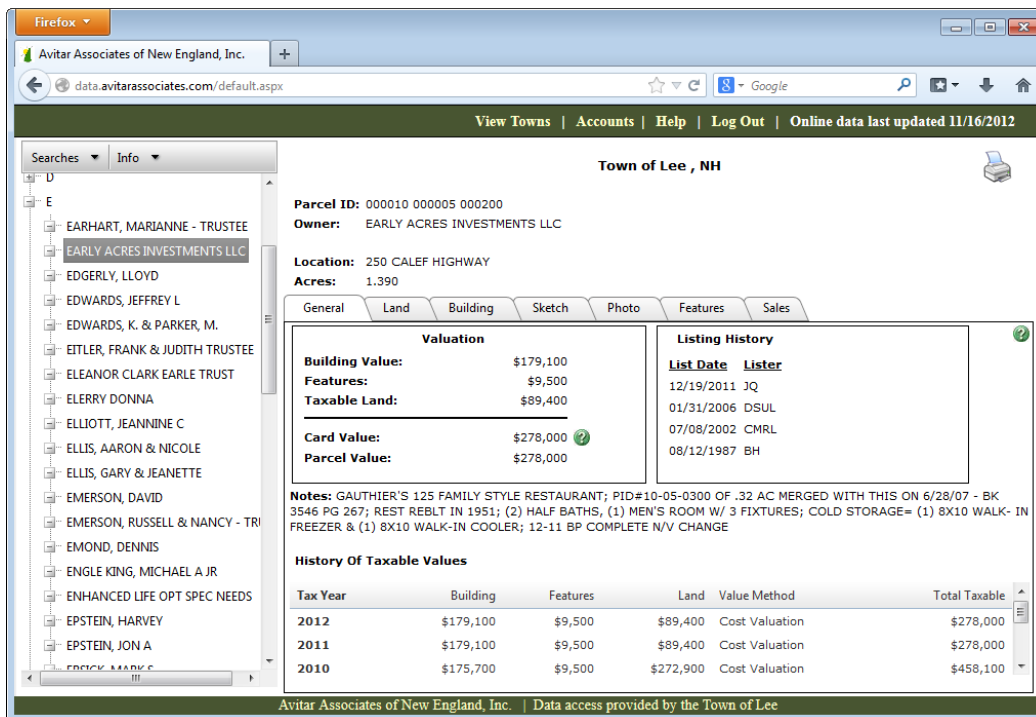 Firefox
Avitar Associates of New England, Inc.
data.avitarassociates.com/default.aspx
Google
View Towns | Accounts | Help | Log Out | Online data last updated 11/16/2012
Searches Info
D
E
EARHART, MARIANNE - TRUSTEE
EARLY ACRES INVESTMENTS LLC
EDGERLY, LLOYD
EDWARDS, JEFFREY L
EDWARDS, K. & PARKER, M.
EITLER, FRANK & JUDITH TRUSTEE
ELEANOR CLARK EARLE TRUST
ELERRY DONNA
ELLIOTT, JEANNINE C
ELLIS, AARON & NICOLE
ELLIS, GARY & JEANETTE
EMERSON, DAVID
EMERSON, RUSSELL & NANCY - TRU
EMOND, DENNIS
ENGLE KING, MICHAEL A JR
ENHANCED LIFE OPT SPEC NEEDS
EPSTEIN, HARVEY
EPSTEIN, JON A
EPSICK, MARK S
Town of Lee , NH
Parcel ID: 000010 000005 000200
Owner: EARLY ACRES INVESTMENTS LLC
Location: 250 CALEF HIGHWAY
Acres: 1.390
General Land Building Sketch Photo Features Sales
Valuation
Building Value: $179,100
Features: $9,500
Taxable Land: $89,400
Card Value: $278,000
Parcel Value: $278,000
Listing History
List Date Lister
12/19/2011 JQ
01/31/2006 DSUL
07/08/2002 CMRL
08/12/1987 BH
Notes: GAUTHIER'S 125 FAMILY STYLE RESTAURANT; PID#10-05-0300 OF .32 AC MERGED WITH THIS ON 6/28/07 - BK
3546 PG 267; REST REBLT IN 1951; (2) HALF BATHS, (1) MEN'S ROOM W/ 3 FIXTURES; COLD STORAGE= (1) 8X10 WALK- IN
FREEZER & (1) 8X10 WALK-IN COOLER; 12-11 BP COMPLETE N/V CHANGE
History Of Taxable Values
Tax Year Building Features Land Value Method Total Taxable
2012 $179,100 $9,500 $89,400 Cost Valuation $278,000
2011 $179,100 $9,500 $89,400 Cost Valuation $278,000
2010 $175,700 $9,500 $272,900 Cost Valuation $458,100
Avitar Associates of New England, Inc. | Data access provided by the Town of Lee